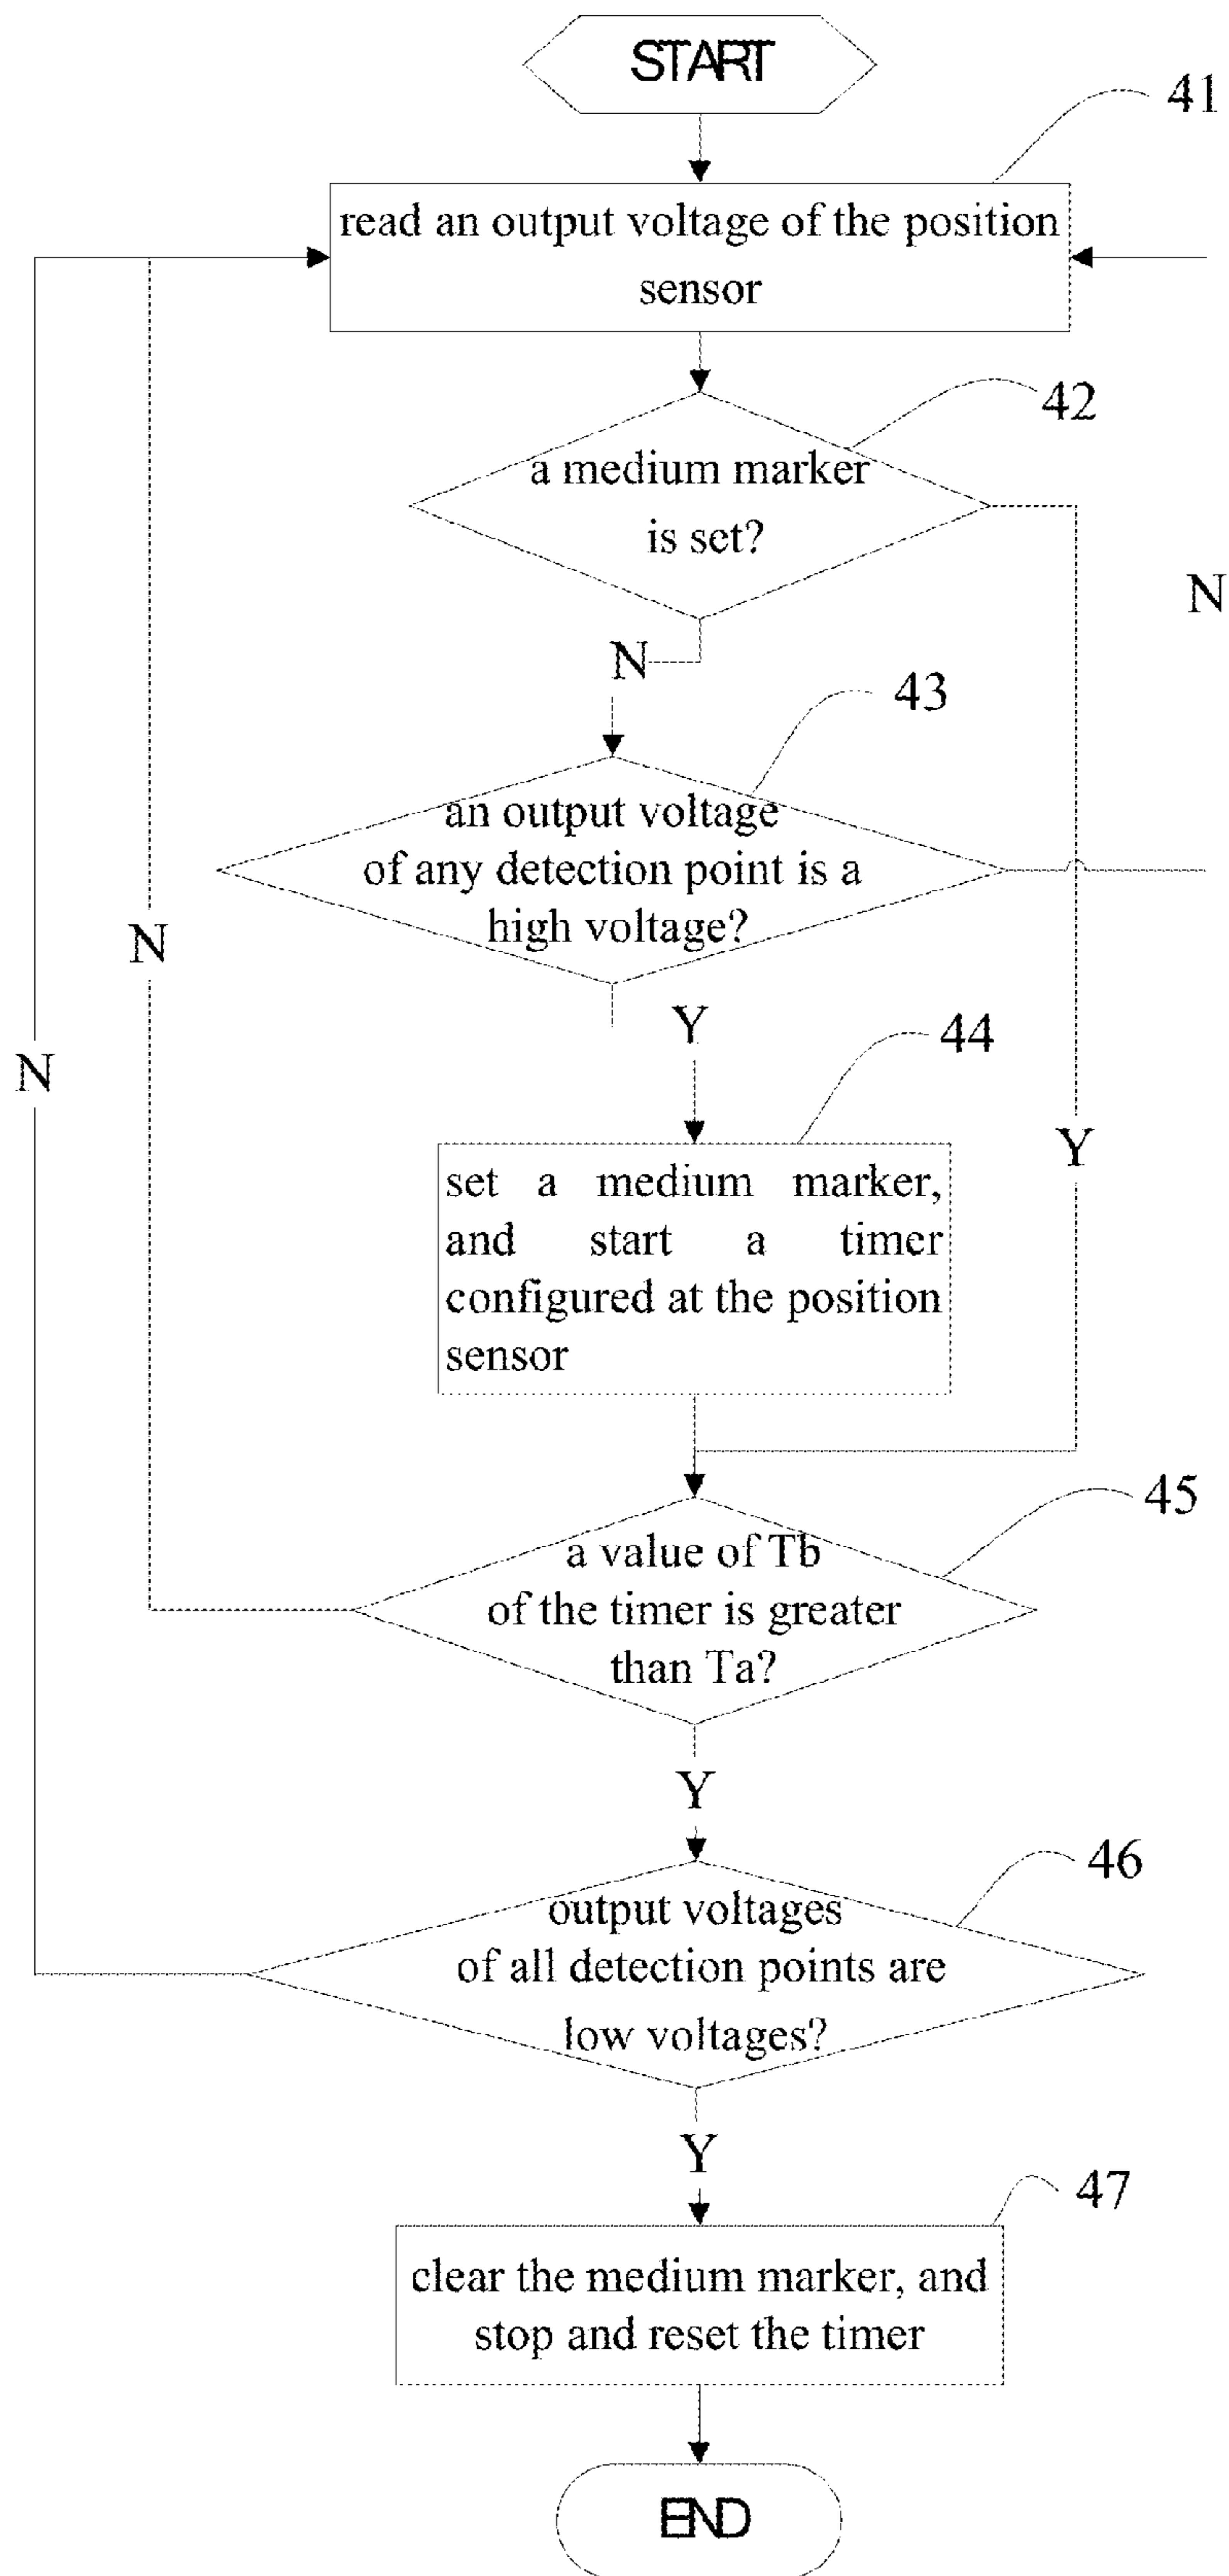 START
41
read an output voltage of the position
sensor
42
a medium marker
is set?
N
N
43
an output voltage
of any detection point is a
high voltage?
N
Y
44
N
set a medium marker,
and start a timer
configured at the position
sensor
Y
45
a value of Tb
of the timer is greater
than Ta?
Y
46
output voltages
of all detection points are
low voltages?
Y
47
clear the medium marker, and
stop and reset the timer
END